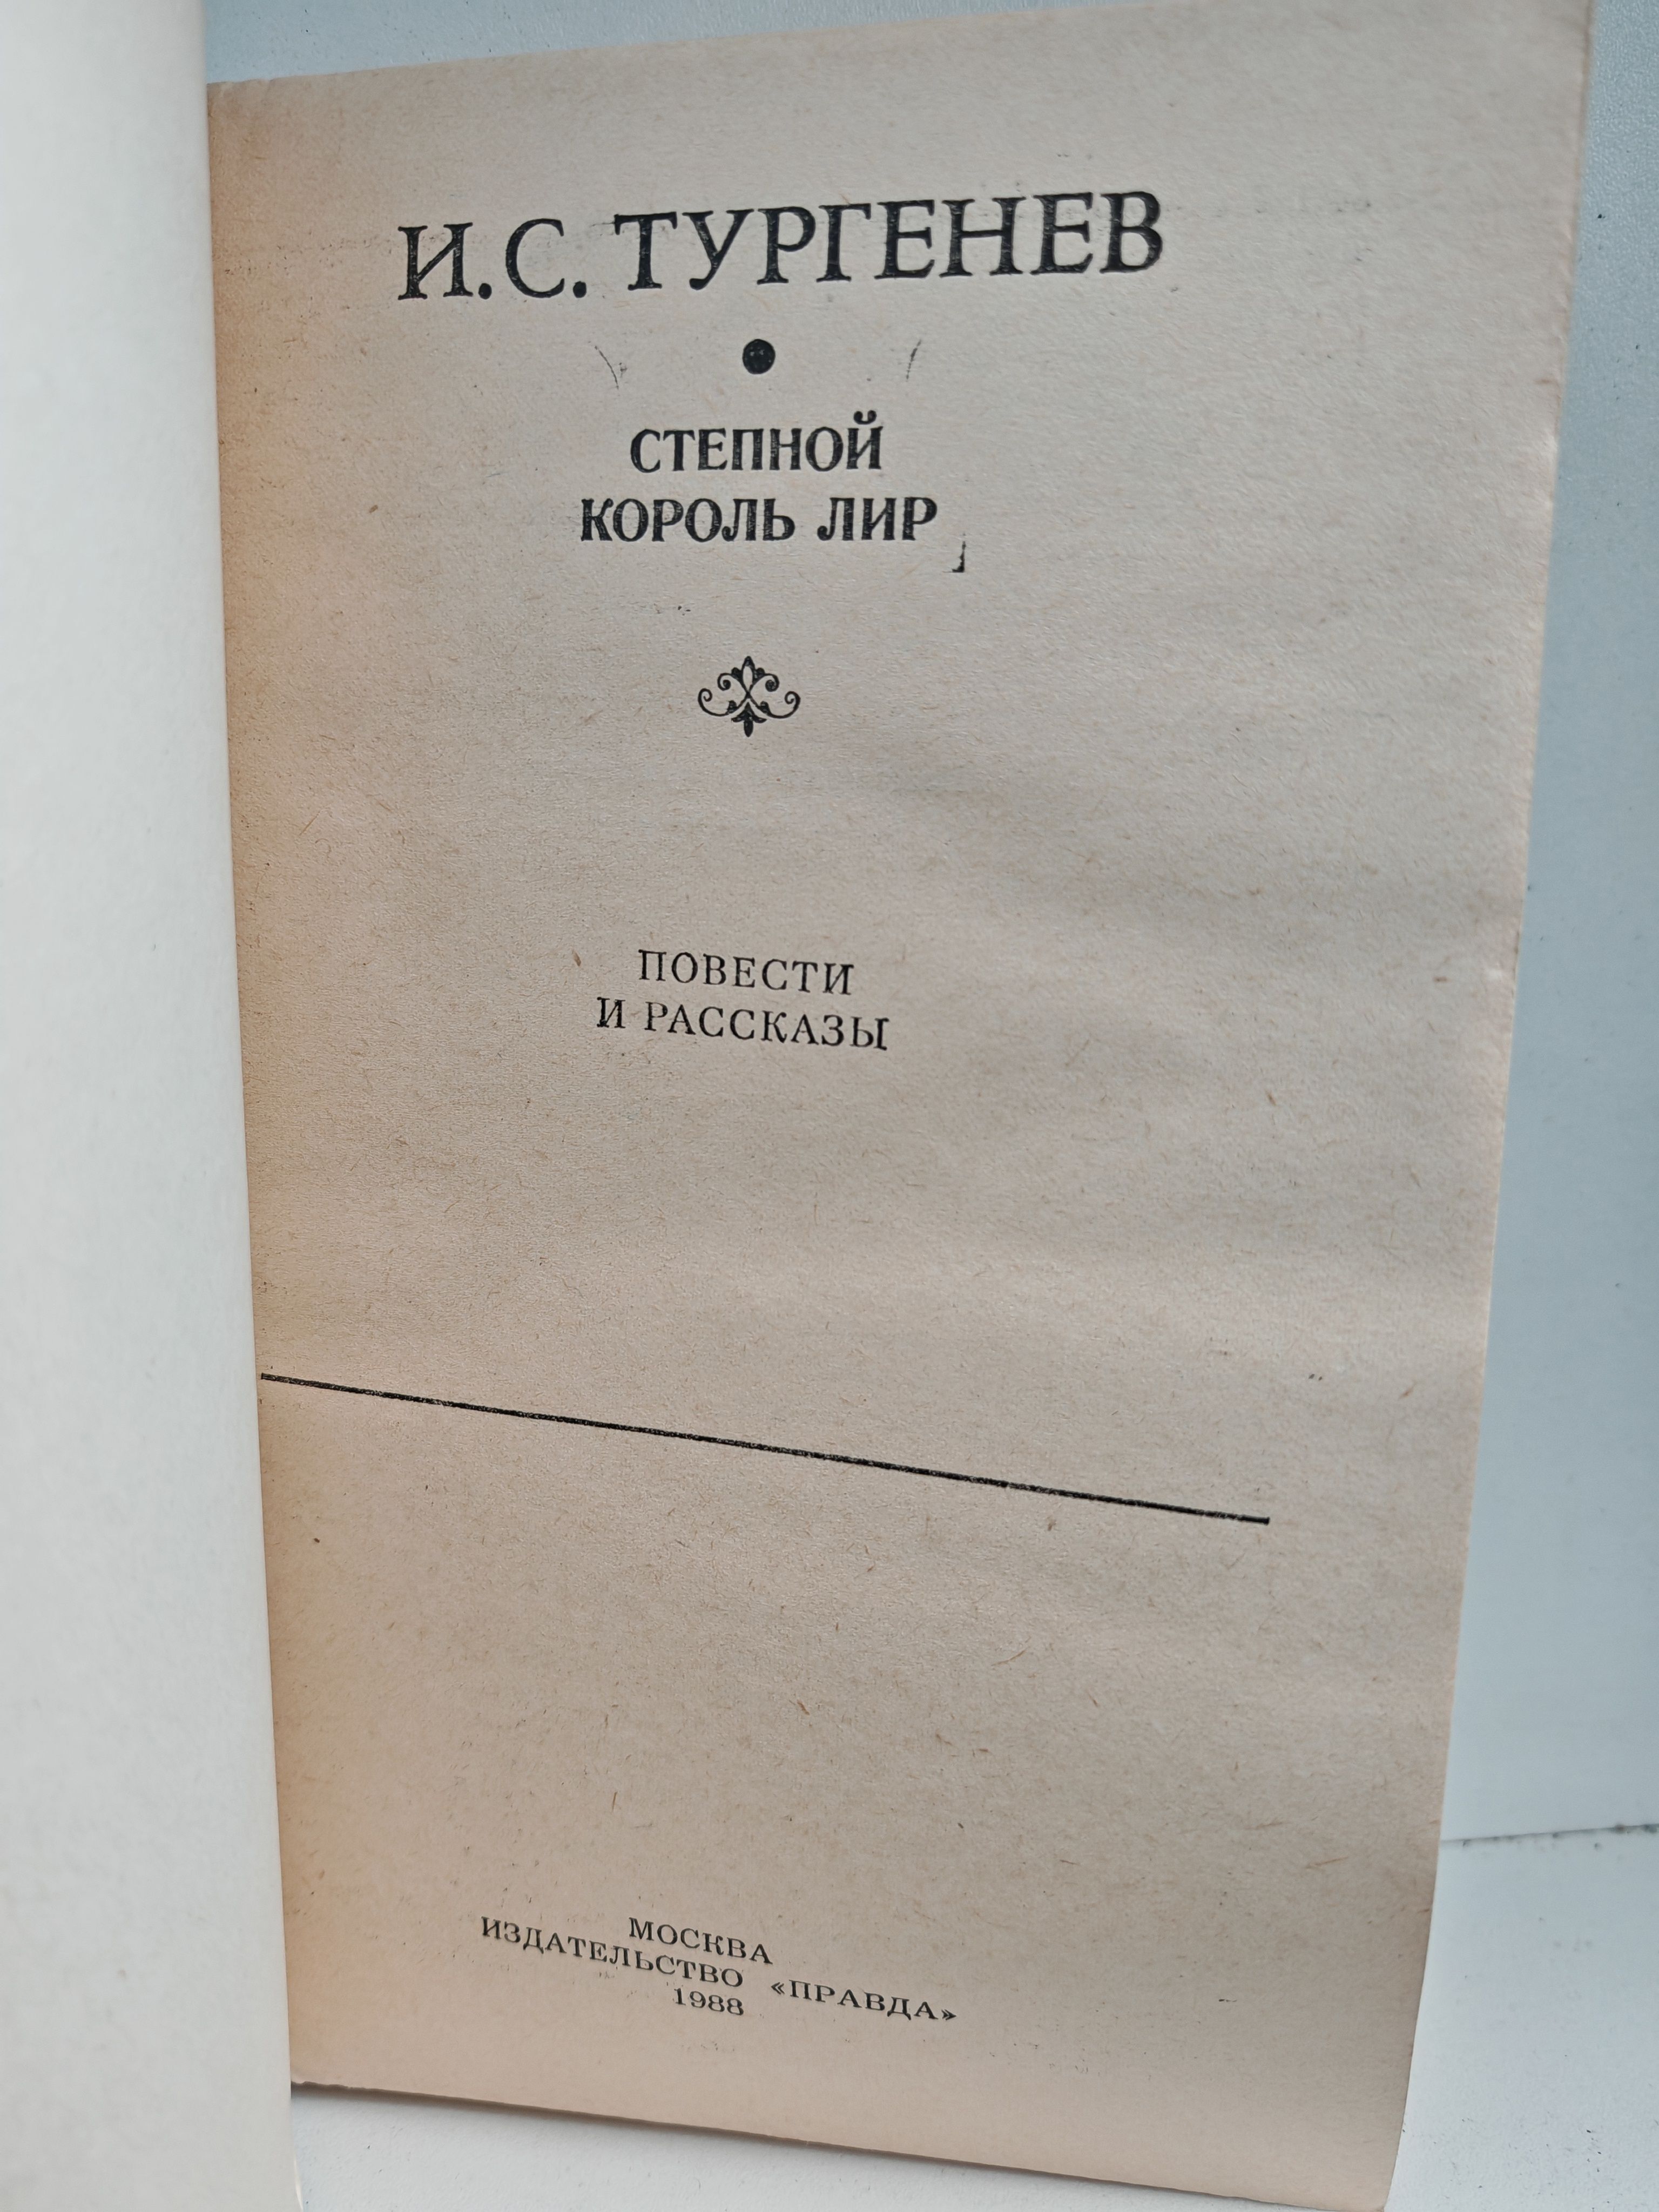 И.С. ТУРГЕНЕВ
СТЕПНОЙ
КОРОЛЬ ЛИР
ПОВЕСТИ
И РАССКАЗЫ
МОСКВА
ИЗДАТЕЛЬСТВО «ПРАВДА»
1988